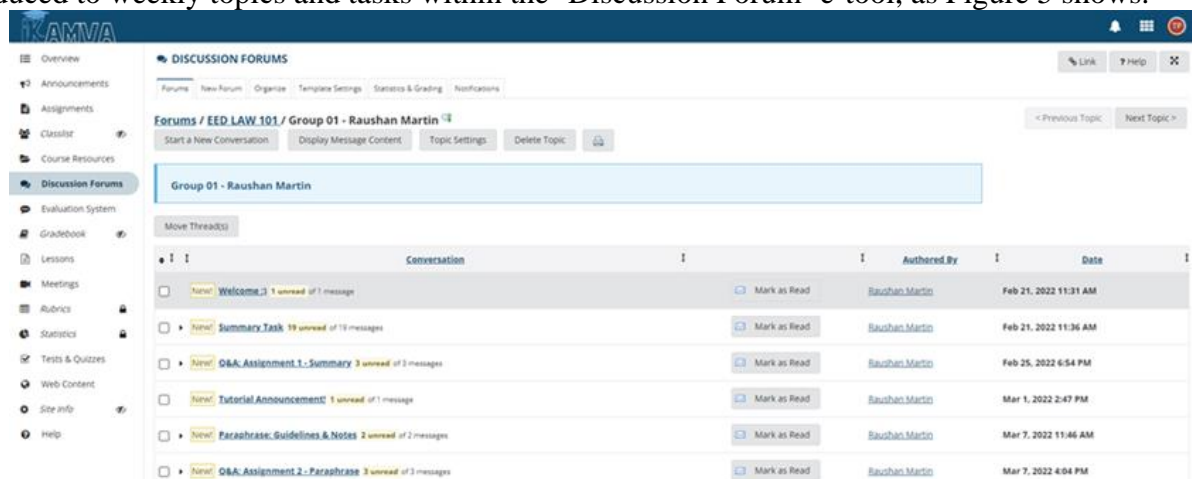 duced to weekly topics and tasks within the 'Discussion Forum' e-tool, as Figure 3 shows.
iKAMVA
TP
Overview
Announcements
Assignments
Classlist
Course Resources
Discussion Forums
Evaluation System
Gradebook
Lessons
Meetings
Rubrics
Statistics
Tests & Quizzes
Web Content
Site Info
Help
DISCUSSION FORUMS
Link ? Help
Forums New Forum Organize Template Settings Statistics & Grading Notifications
Forums / EED LAW 101 / Group 01 - Raushan Martin
< Previous Topic Next Topic >
Start a New Conversation Display Message Content Topic Settings Delete Topic
Group 01 - Raushan Martin
Move Thread(s)
Conversation Authored By Date
New! Welcome :) 1 unread of 1 message Mark as Read Raushan Martin Feb 21, 2022 11:31 AM
New! Summary Task 19 unread of 19 messages Mark as Read Raushan Martin Feb 21, 2022 11:36 AM
New! Q&A: Assignment 1 - Summary 3 unread of 3 messages Mark as Read Raushan Martin Feb 25, 2022 6:54 PM
New! Tutorial Announcement! 1 unread of 1 message Mark as Read Raushan Martin Mar 1, 2022 2:47 PM
New! Paraphrase: Guidelines & Notes 2 unread of 2 messages Mark as Read Raushan Martin Mar 7, 2022 11:46 AM
New! Q&A: Assignment 2 - Paraphrase 3 unread of 3 messages Mark as Read Raushan Martin Mar 7, 2022 4:04 PM